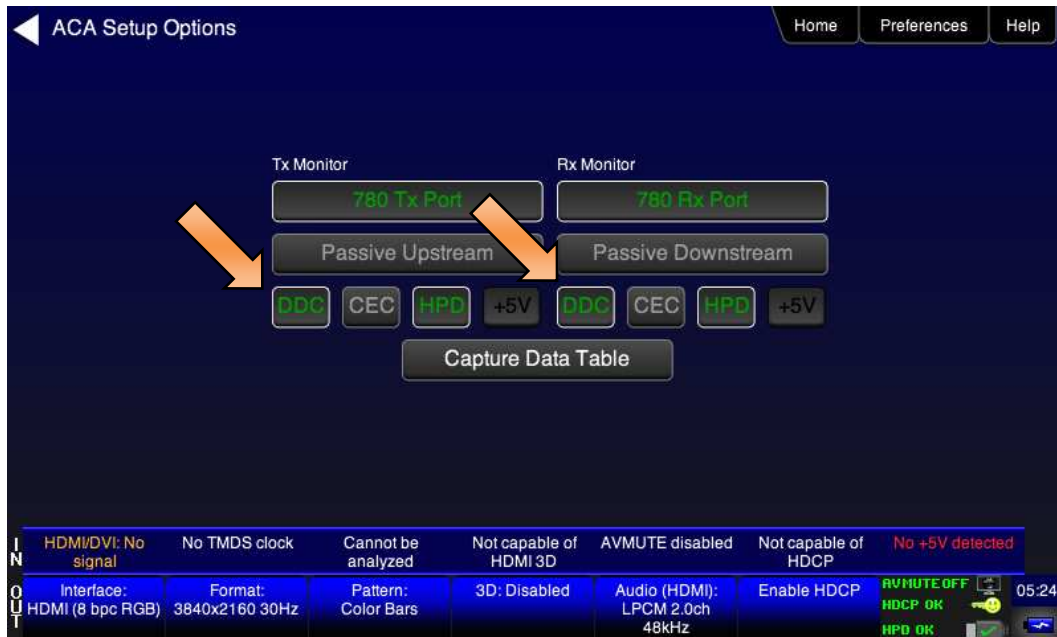 ACA Setup Options
Home Preferences Help
Tx Monitor Rx Monitor
780 Tx Port 780 Rx Port
Passive Upstream Passive Downstream
DDC CEC HPD +5V DDC CEC HPD +5V
Capture Data Table
IN
HDMI/DVI: No signal
No TMDS clock
Cannot be analyzed
Not capable of HDMI 3D
AVMUTE disabled
Not capable of HDCP
No +5V detected
OUT
Interface:
HDMI (8 bpc RGB)
Format:
3840x2160 30Hz
Pattern:
Color Bars
3D: Disabled
Audio (HDMI):
LPCM 2.0ch
48kHz
Enable HDCP
AVMUTE OFF
HDCP OK
HPD OK
05:24